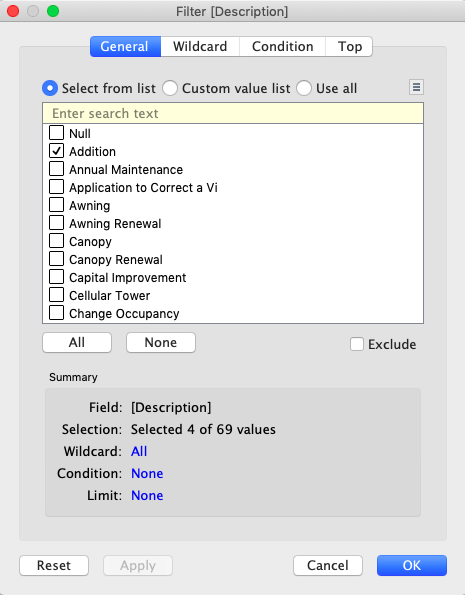 Filter [Description]
General Wildcard Condition Top
Select from list Custom value list Use all
Enter search text
Null
Addition
Annual Maintenance
Application to Correct a Vi
Awning
Awning Renewal
Canopy
Canopy Renewal
Capital Improvement
Cellular Tower
Change Occupancy
All None Exclude
Summary
Field: [Description]
Selection: Selected 4 of 69 values
Wildcard: All
Condition: None
Limit: None
Reset Apply Cancel OK